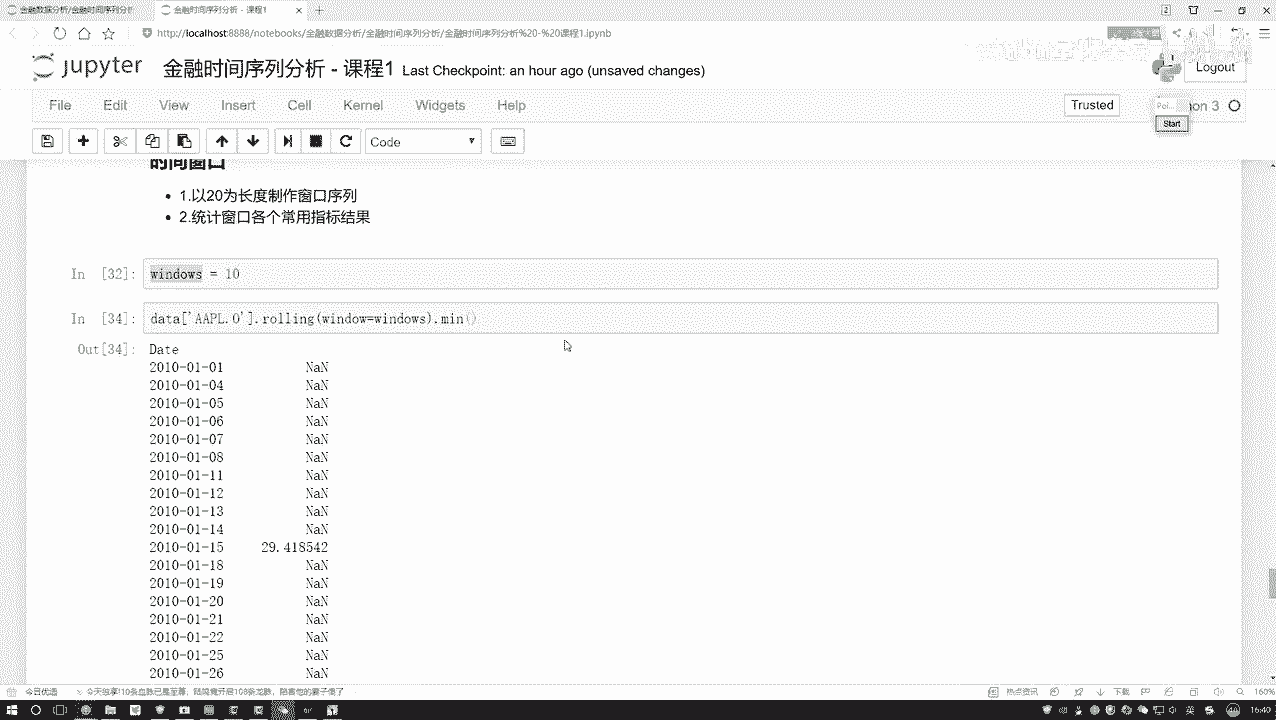 金融数据分析/金融时间序列分析
金融时间序列分析 - 课程1
http://localhost:8888/notebooks/金融数据分析/金融时间序列分析/金融时间序列分析%20-%20课程1.ipynb
jupyter 金融时间序列分析 - 课程1 Last Checkpoint: an hour ago (unsaved changes)
Logout
File Edit View Insert Cell Kernel Widgets Help
Trusted
on 3
Start
Code
时间窗口
1.以20为长度制作窗口序列
2.统计窗口各个常用指标结果
In [32]: windows = 10
In [34]: data['AAPL.O'].rolling(window=windows).min()
Out[34]: Date
2010-01-01 NaN
2010-01-04 NaN
2010-01-05 NaN
2010-01-06 NaN
2010-01-07 NaN
2010-01-08 NaN
2010-01-11 NaN
2010-01-12 NaN
2010-01-13 NaN
2010-01-14 NaN
2010-01-15 29.418542
2010-01-18 NaN
2010-01-19 NaN
2010-01-20 NaN
2010-01-21 NaN
2010-01-22 NaN
2010-01-25 NaN
2010-01-26 NaN
今日优选
热点资讯
下载
160%
英
16:40